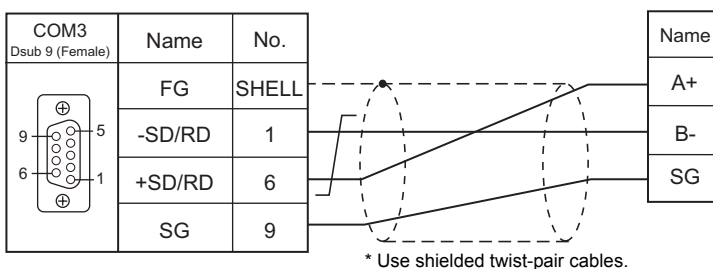 COM3
Dsub 9 (Female)
Name
No.
Name
FG
SHELL
A+
9
5
-SD/RD
1
B-
6
1
+SD/RD
6
SG
SG
9
* Use shielded twist-pair cables.